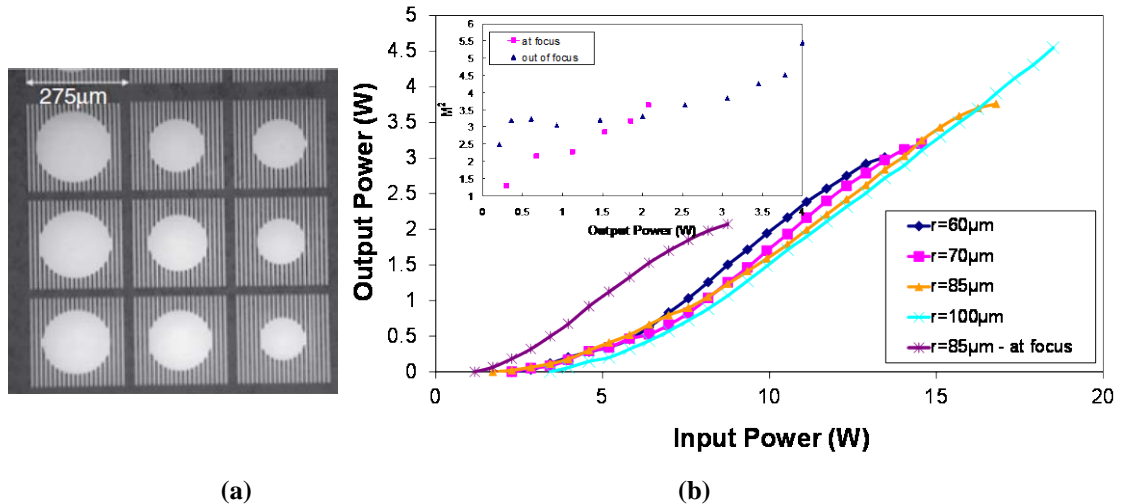 275µm
(a)
Output Power (W)
5
4.5
4
3.5
3
2.5
2
1.5
1
0.5
0
0
5
10
15
20
Input Power (W)
M²
6
5.5
5
4.5
4
3.5
3
2.5
2
1.5
1
0
0.5
1
1.5
2
2.5
3
3.5
4
Output Power (W)
at focus
out of focus
r=60µm
r=70µm
r=85µm
r=100µm
r=85µm - at focus
(b)